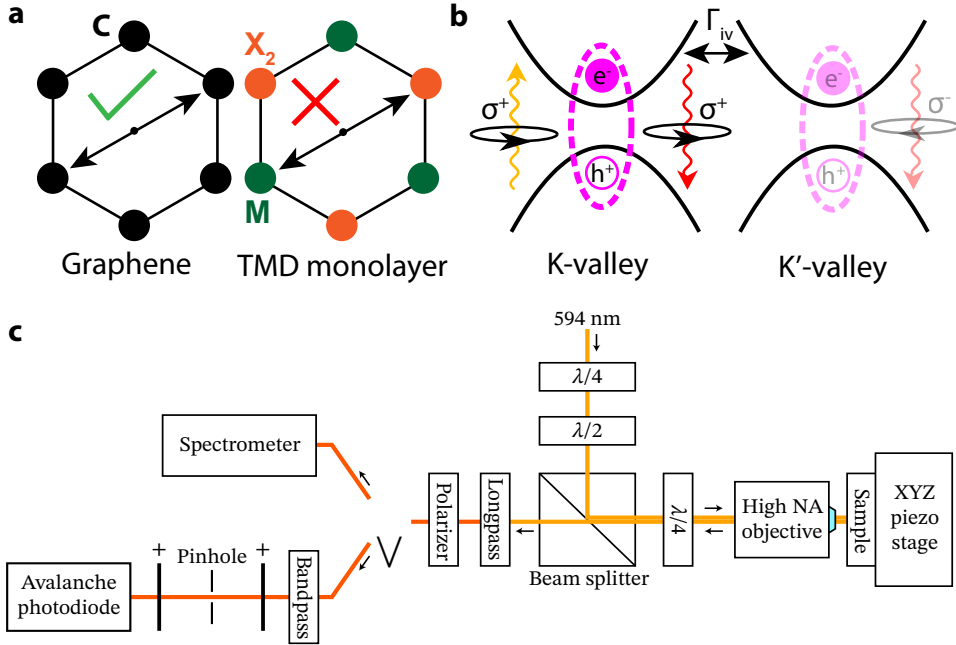 a
C
Graphene
X₂
M
TMD monolayer
b
Γiv
e⁻
e⁻
σ⁺
σ⁺
σ⁻
h⁺
h⁺
K-valley
K′-valley
c
594 nm
λ/4
λ/2
Spectrometer
Polarizer
Longpass
Beam splitter
λ/4
High NA
objective
Sample
XYZ
piezo
stage
+
Pinhole
+
Avalanche
photodiode
Bandpass